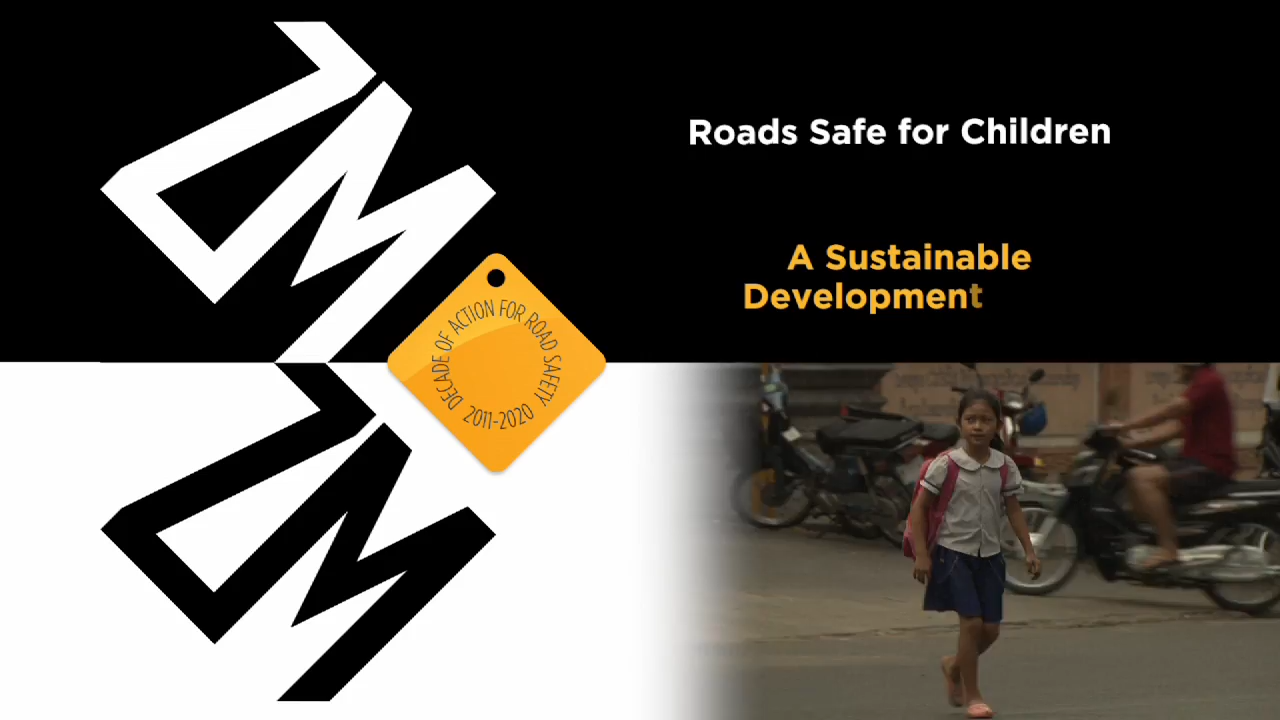 Roads Safe for Children
A Sustainable
Development
DECADE OF ACTION FOR ROAD SAFETY
2011-2020